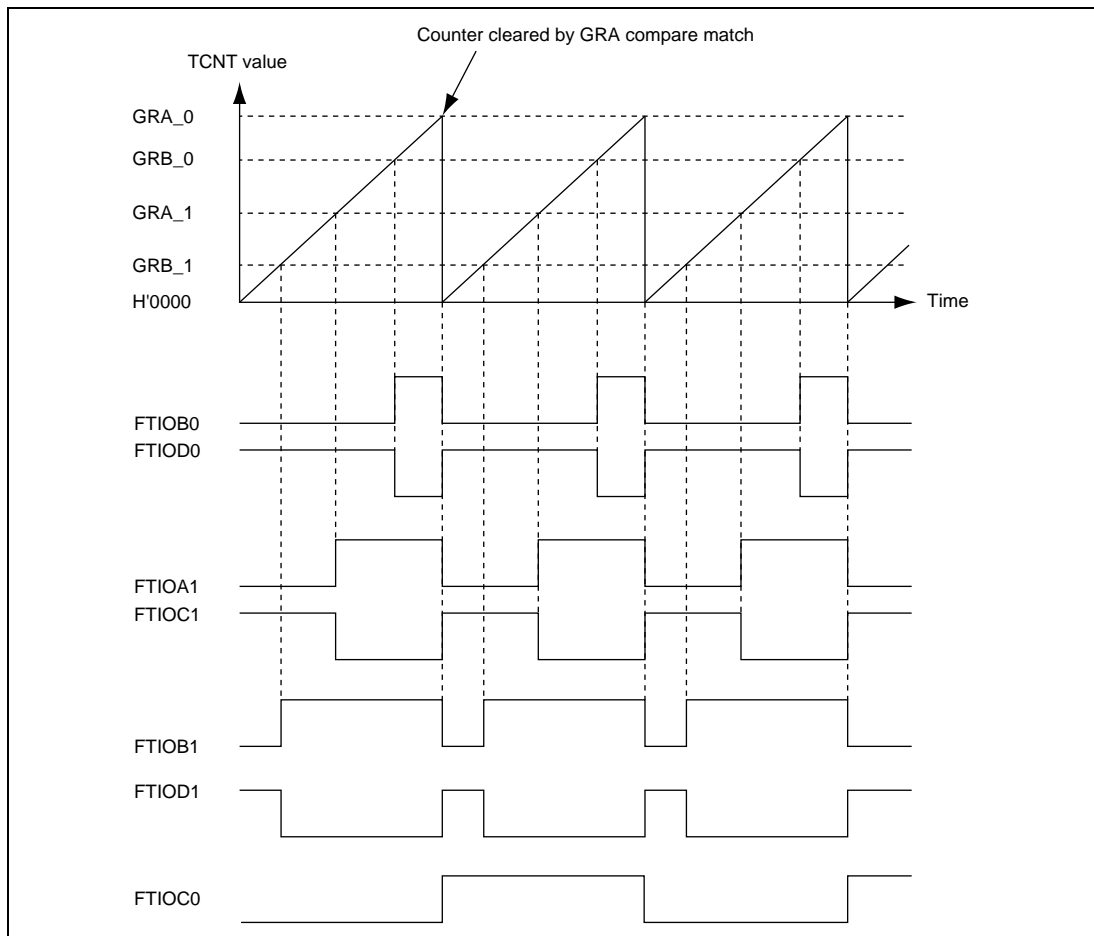 Counter cleared by GRA compare match
TCNT value
GRA_0
GRB_0
GRA_1
GRB_1
H'0000
Time
FTIOB0
FTIOD0
FTIOA1
FTIOC1
FTIOB1
FTIOD1
FTIOC0